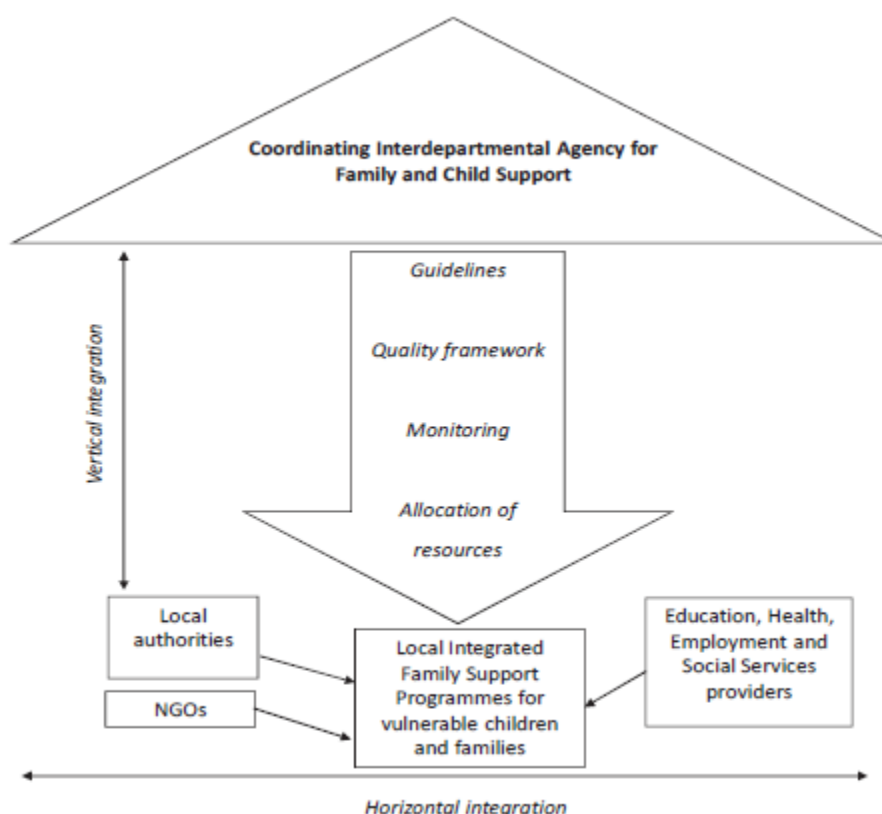 Coordinating Interdepartmental Agency for
Family and Child Support
Guidelines
Quality framework
Monitoring
Allocation of
resources
Vertical integration
Local
authorities
NGOs
Local Integrated
Family Support
Programmes for
vulnerable children
and families
Education, Health,
Employment and
Social Services
providers
Horizontal integration